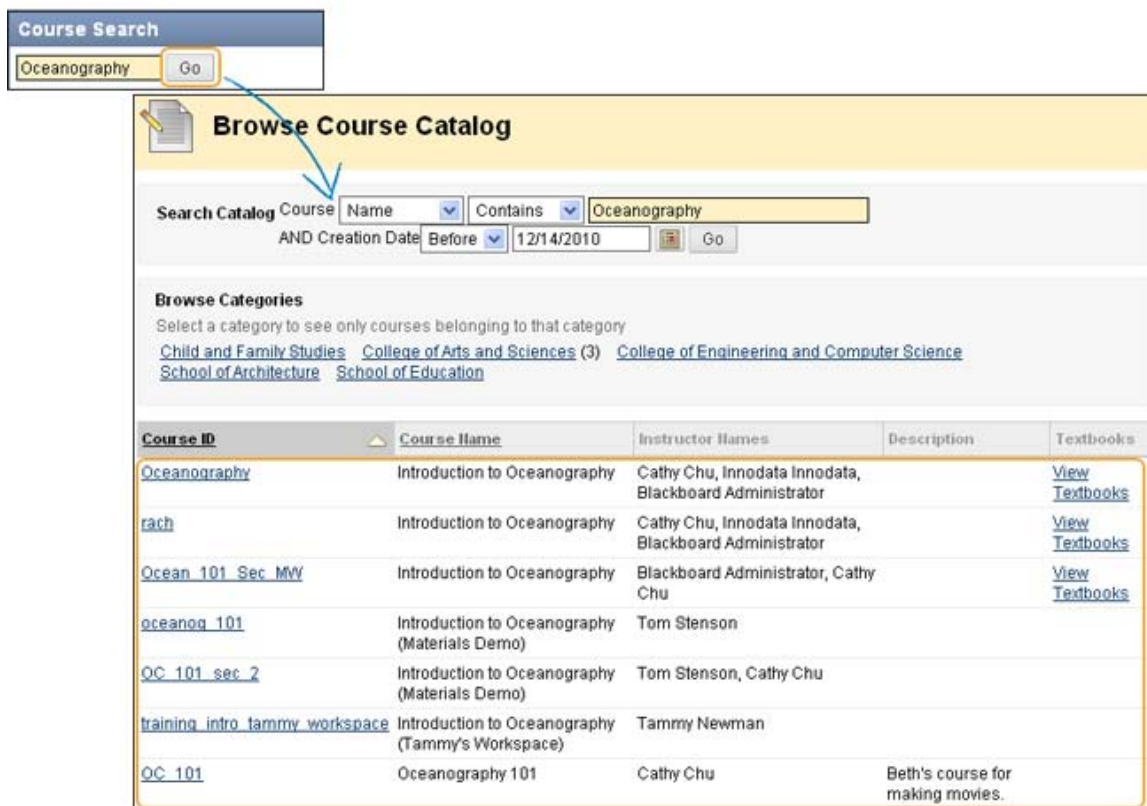 Course Search
Oceanography Go
Browse Course Catalog
Search Catalog Course Name Contains Oceanography
AND Creation Date Before 12/14/2010 Go
Browse Categories
Select a category to see only courses belonging to that category
Child and Family Studies College of Arts and Sciences (3) College of Engineering and Computer Science
School of Architecture School of Education
Course ID Course Name Instructor Names Description Textbooks
Oceanography Introduction to Oceanography Cathy Chu, Innodata Innodata, View
Blackboard Administrator Textbooks
rach Introduction to Oceanography Cathy Chu, Innodata Innodata, View
Blackboard Administrator Textbooks
Ocean_101_Sec_MW Introduction to Oceanography Blackboard Administrator, Cathy View
Chu Textbooks
oceanog_101 Introduction to Oceanography Tom Stenson
(Materials Demo)
OC_101_sec_2 Introduction to Oceanography Tom Stenson, Cathy Chu
(Materials Demo)
training_intro_tammy_workspace Introduction to Oceanography Tammy Newman
(Tammy's Workspace)
OC_101 Oceanography 101 Cathy Chu Beth's course for
making movies.